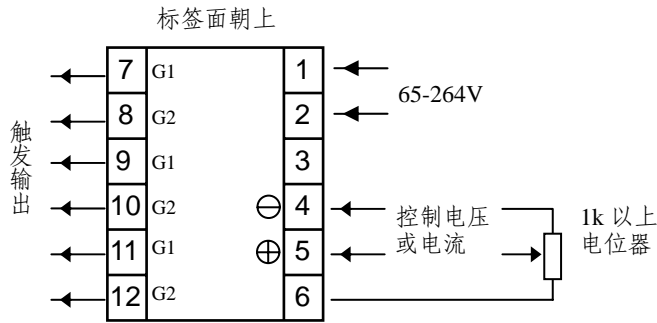 标签面朝上
7 G1 1
65-264V
8 G2 2
触发输出
9 G1 3
10 G2 ⊖ 4
控制电压
或电流
1k 以上
电位器
11 G1 ⊕ 5
12 G2 6